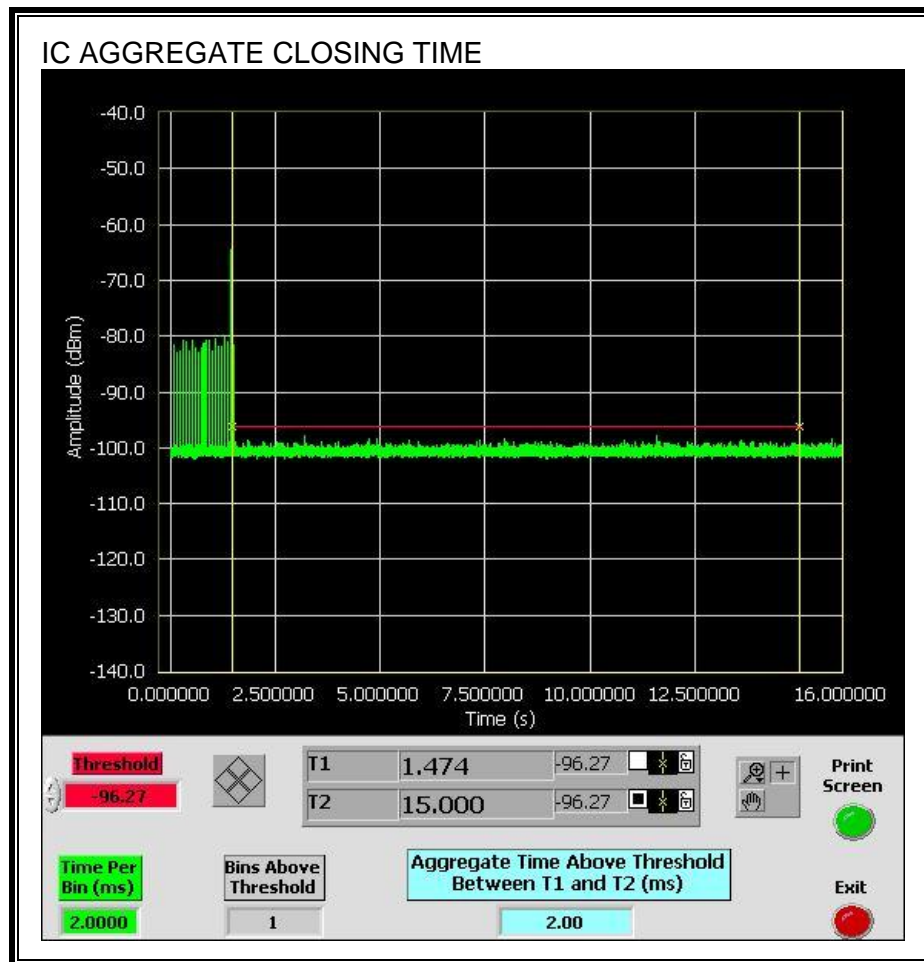 IC AGGREGATE CLOSING TIME
-40.0
-50.0
-60.0
-70.0
-80.0
-90.0
-100.0
-110.0
-120.0
-130.0
-140.0
Amplitude (dBm)
0.000000 2.500000 5.000000 7.500000 10.000000 12.500000 16.000000
Time (s)
Threshold
-96.27
T1 1.474 -96.27
T2 15.000 -96.27
Print
Screen
Time Per
Bin (ms)
2.0000
Bins Above
Threshold
1
Aggregate Time Above Threshold
Between T1 and T2 (ms)
2.00
Exit